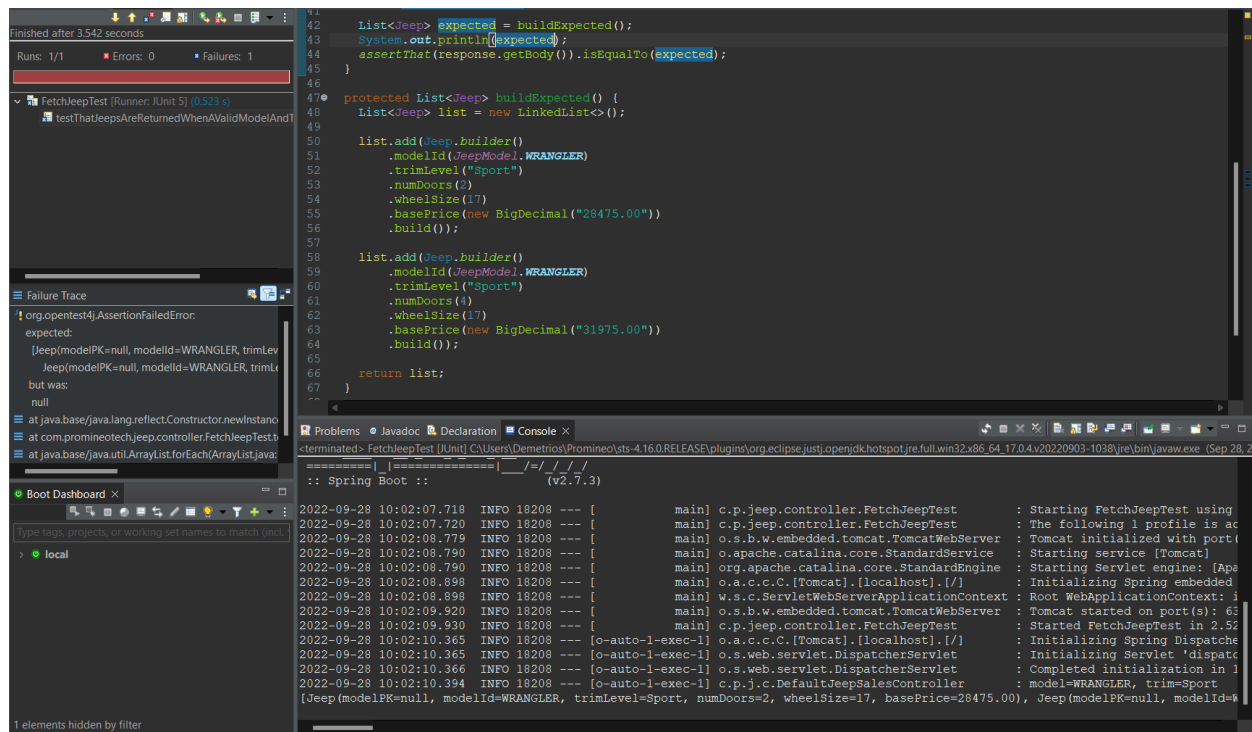 Finished after 3.542 seconds
Runs: 1/1 Errors: 0 Failures: 1
FetchJeepTest [Runner: JUnit 5] (0.523 s)
testThatJeepsAreReturnedWhenAValidModelAndT
Failure Trace
org.opentest4j.AssertionFailedError:
expected:
[Jeep(modelPK=null, modelId=WRANGLER, trimLev
Jeep(modelPK=null, modelId=WRANGLER, trimLe
but was:
null
at java.base/java.lang.reflect.Constructor.newInstance
at com.promineotech.jeep.controller.FetchJeepTest.t
at java.base/java.util.ArrayList.forEach(ArrayList.java:
Boot Dashboard
Type tags, projects, or working set names to match (incl.
local
1 elements hidden by filter
41
42 List<Jeep> expected = buildExpected();
43 System.out.println(expected);
44 assertThat(response.getBody()).isEqualTo(expected);
45 }
46
47 protected List<Jeep> buildExpected() {
48 List<Jeep> list = new LinkedList<>();
49
50 list.add(Jeep.builder()
51 .modelId(JeepModel.WRANGLER)
52 .trimLevel("Sport")
53 .numDoors(2)
54 .wheelSize(17)
55 .basePrice(new BigDecimal("28475.00"))
56 .build());
57
58 list.add(Jeep.builder()
59 .modelId(JeepModel.WRANGLER)
60 .trimLevel("Sport")
61 .numDoors(4)
62 .wheelSize(17)
63 .basePrice(new BigDecimal("31975.00"))
64 .build());
65
66 return list;
67 }
Problems Javadoc Declaration Console
<terminated> FetchJeepTest [JUnit] C:\Users\Demetrios\Promineo\sts-4.16.0.RELEASE\plugins\org.eclipse.justj.openjdk.hotspot.jre.full.win32.x86_64_17.0.4.v20220903-1038\jre\bin\javaw.exe (Sep 28, 2
=========|_|==============|___/=/_/_/_/
:: Spring Boot :: (v2.7.3)
2022-09-28 10:02:07.718 INFO 18208 --- [ main] c.p.jeep.controller.FetchJeepTest : Starting FetchJeepTest using
2022-09-28 10:02:07.720 INFO 18208 --- [ main] c.p.jeep.controller.FetchJeepTest : The following 1 profile is ac
2022-09-28 10:02:08.779 INFO 18208 --- [ main] o.s.b.w.embedded.tomcat.TomcatWebServer : Tomcat initialized with port(
2022-09-28 10:02:08.790 INFO 18208 --- [ main] o.apache.catalina.core.StandardService : Starting service [Tomcat]
2022-09-28 10:02:08.790 INFO 18208 --- [ main] org.apache.catalina.core.StandardEngine : Starting Servlet engine: [Apa
2022-09-28 10:02:08.898 INFO 18208 --- [ main] o.a.c.c.C.[Tomcat].[localhost].[/] : Initializing Spring embedded
2022-09-28 10:02:08.898 INFO 18208 --- [ main] w.s.c.ServletWebServerApplicationContext : Root WebApplicationContext: i
2022-09-28 10:02:09.920 INFO 18208 --- [ main] o.s.b.w.embedded.tomcat.TomcatWebServer : Tomcat started on port(s): 63
2022-09-28 10:02:09.930 INFO 18208 --- [ main] c.p.jeep.controller.FetchJeepTest : Started FetchJeepTest in 2.52
2022-09-28 10:02:10.365 INFO 18208 --- [o-auto-1-exec-1] o.a.c.c.C.[Tomcat].[localhost].[/] : Initializing Spring Dispatche
2022-09-28 10:02:10.365 INFO 18208 --- [o-auto-1-exec-1] o.s.web.servlet.DispatcherServlet : Initializing Servlet 'dispatc
2022-09-28 10:02:10.366 INFO 18208 --- [o-auto-1-exec-1] o.s.web.servlet.DispatcherServlet : Completed initialization in 1
2022-09-28 10:02:10.394 INFO 18208 --- [o-auto-1-exec-1] c.p.j.c.DefaultJeepSalesController : model=WRANGLER, trim=Sport
[Jeep(modelPK=null, modelId=WRANGLER, trimLevel=Sport, numDoors=2, wheelSize=17, basePrice=28475.00), Jeep(modelPK=null, modelId=W